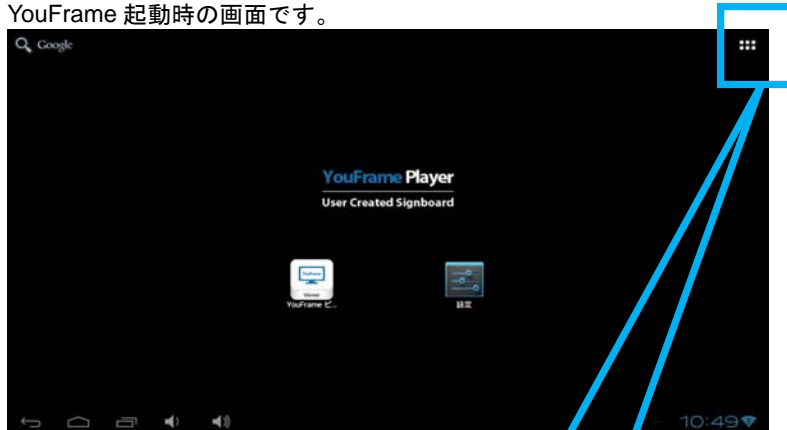 YouFrame 起動時の画面です。
Google
YouFrame Player
User Created Signboard
YouFrame
Viewer
YouFrame ビ...
設定
10:49